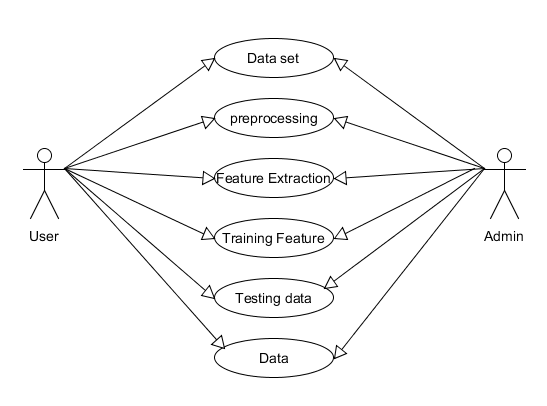 Data set
preprocessing
Feature Extraction
Training Feature
Testing data
Data
User
Admin